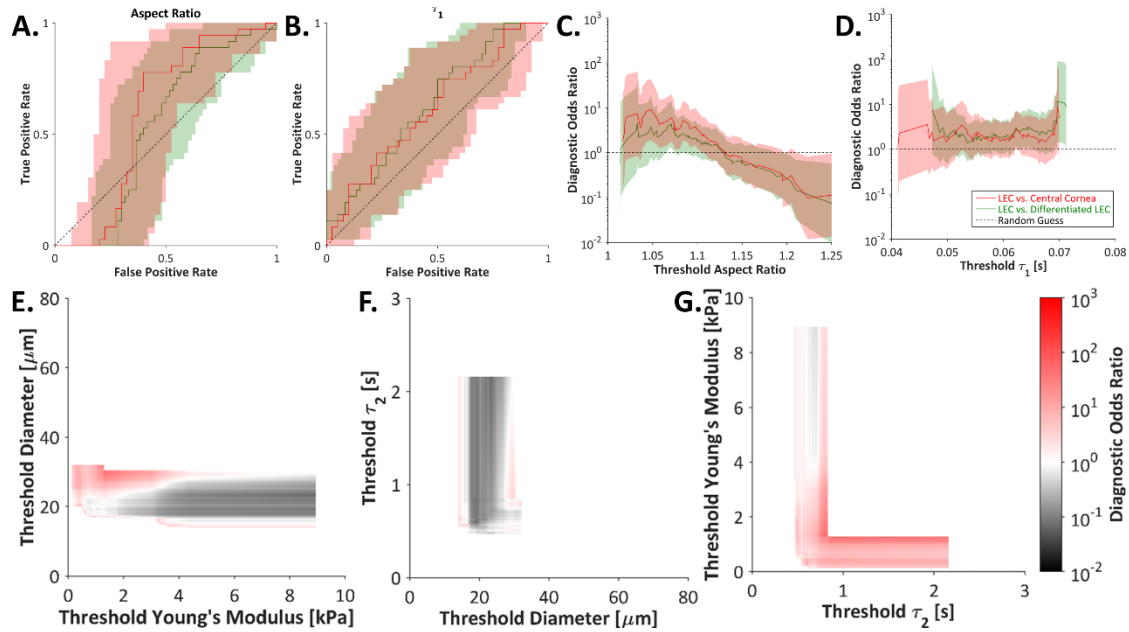 A.
Aspect Ratio
True Positive Rate
1
0.5
0
0
0.5
1
False Positive Rate
B.
τ1
True Positive Rate
1
0.5
0
0
0.5
1
False Positive Rate
C.
Diagnostic Odds Ratio
10^3
10^2
10^1
10^0
10^-1
10^-2
1
1.05
1.1
1.15
1.2
1.25
Threshold Aspect Ratio
D.
Diagnostic Odds Ratio
10^3
10^2
10^1
10^0
10^-1
10^-2
LEC vs. Central Cornea
LEC vs. Differentiated LEC
Random Guess
0.04
0.05
0.06
0.07
0.08
Threshold τ1 [s]
E.
Threshold Diameter [μm]
80
60
40
20
0
0
2
4
6
8
10
Threshold Young's Modulus [kPa]
F.
Threshold τ2 [s]
3
2
1
0
0
20
40
60
80
Threshold Diameter [μm]
G.
Threshold Young's Modulus [kPa]
10
8
6
4
2
0
0
1
2
3
Threshold τ2 [s]
10^3
10^2
10^1
10^0
10^-1
10^-2
Diagnostic Odds Ratio